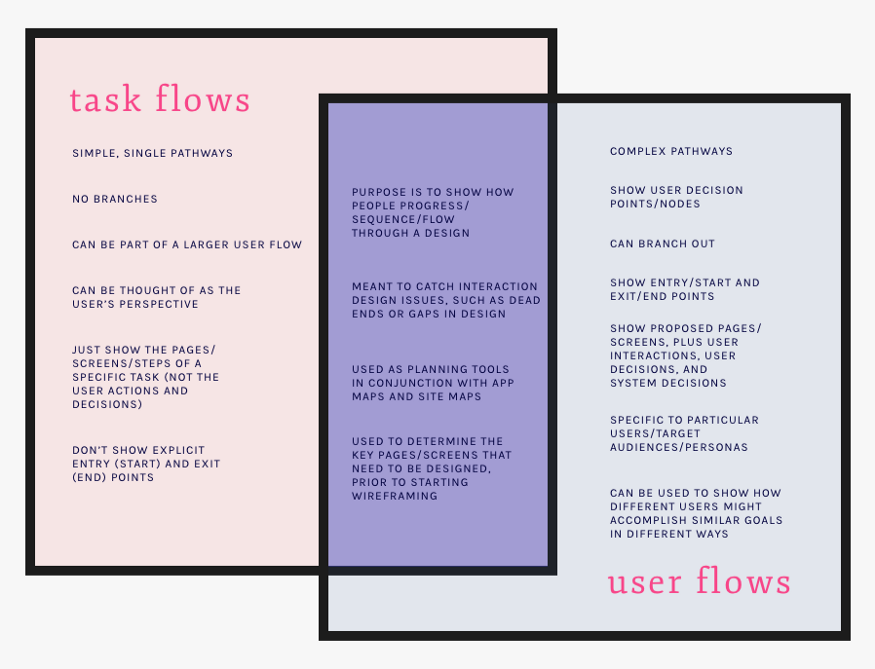 task flows
SIMPLE, SINGLE PATHWAYS
NO BRANCHES
CAN BE PART OF A LARGER USER FLOW
CAN BE THOUGHT OF AS THE
USER'S PERSPECTIVE
JUST SHOW THE PAGES/
SCREENS/STEPS OF A
SPECIFIC TASK (NOT THE
USER ACTIONS AND
DECISIONS)
DON'T SHOW EXPLICIT
ENTRY (START) AND EXIT
(END) POINTS
PURPOSE IS TO SHOW HOW
PEOPLE PROGRESS/
SEQUENCE/FLOW
THROUGH A DESIGN
MEANT TO CATCH INTERACTION
DESIGN ISSUES, SUCH AS DEAD
ENDS OR GAPS IN DESIGN
USED AS PLANNING TOOLS
IN CONJUNCTION WITH APP
MAPS AND SITE MAPS
USED TO DETERMINE THE
KEY PAGES/SCREENS THAT
NEED TO BE DESIGNED,
PRIOR TO STARTING
WIREFRAMING
COMPLEX PATHWAYS
SHOW USER DECISION
POINTS/NODES
CAN BRANCH OUT
SHOW ENTRY/START AND
EXIT/END POINTS
SHOW PROPOSED PAGES/
SCREENS, PLUS USER
INTERACTIONS, USER
DECISIONS, AND
SYSTEM DECISIONS
SPECIFIC TO PARTICULAR
USERS/TARGET
AUDIENCES/PERSONAS
CAN BE USED TO SHOW HOW
DIFFERENT USERS MIGHT
ACCOMPLISH SIMILAR GOALS
IN DIFFERENT WAYS
user flows